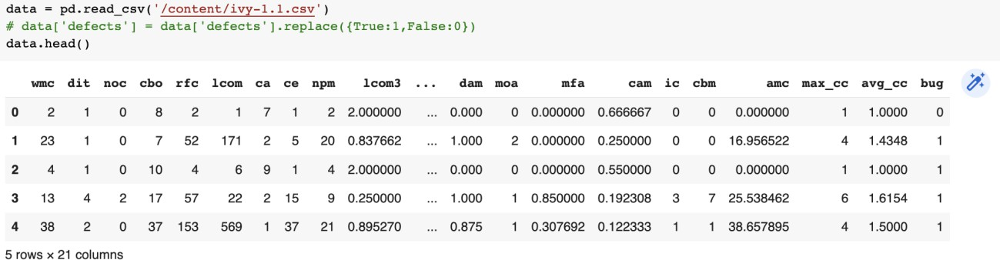 data = pd.read_csv('/content/ivy-1.1.csv')
# data['defects'] = data['defects'].replace({True:1,False:0})
data.head()
wmc dit noc cbo rfc lcom ca ce npm lcom3 ... dam moa mfa cam ic cbm amc max_cc avg_cc bug
0 2 1 0 8 2 1 7 1 2 2.000000 ... 0.000 0 0.000000 0.666667 0 0 0.000000 1 1.0000 0
1 23 1 0 7 52 171 2 5 20 0.837662 ... 1.000 2 0.000000 0.250000 0 0 16.956522 4 1.4348 1
2 4 1 0 10 4 6 9 1 4 2.000000 ... 0.000 0 0.000000 0.550000 0 0 0.000000 1 1.0000 1
3 13 4 2 17 57 22 2 15 9 0.250000 ... 1.000 1 0.850000 0.192308 3 7 25.538462 6 1.6154 1
4 38 2 0 37 153 569 1 37 21 0.895270 ... 0.875 1 0.307692 0.122333 1 1 38.657895 4 1.5000 1
5 rows × 21 columns